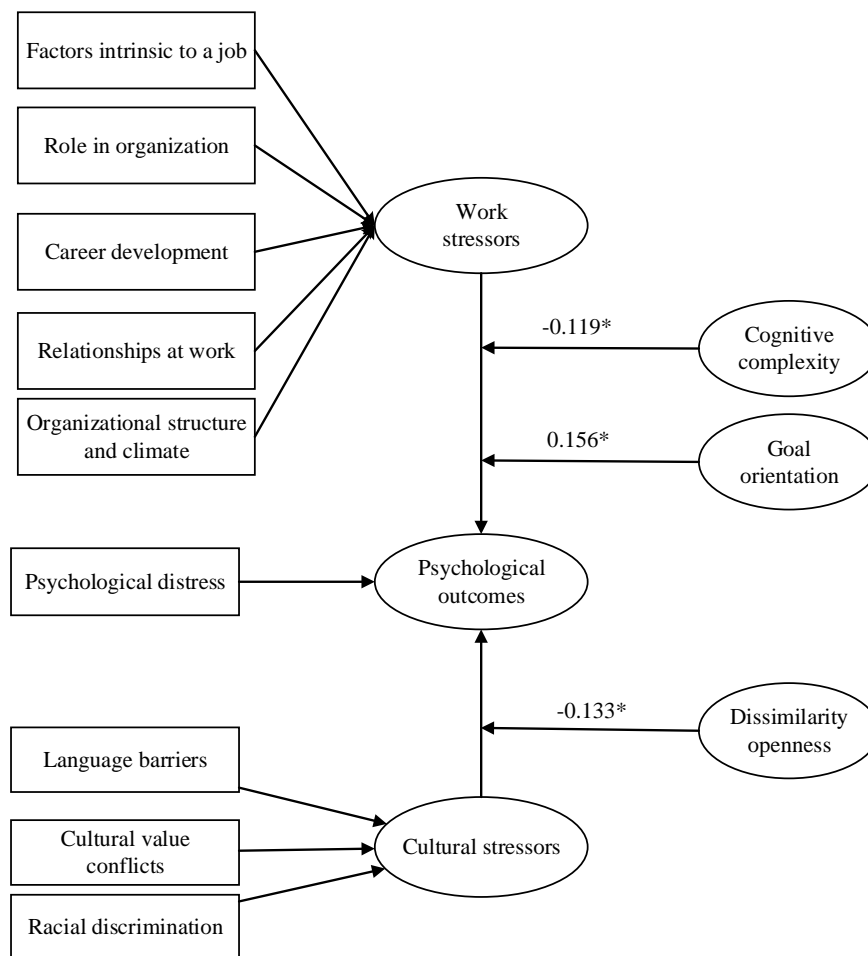 Factors intrinsic to a job
Role in organization
Work
stressors
Career development
-0.119*
Cognitive
complexity
Relationships at work
Organizational structure
and climate
0.156*
Goal
orientation
Psychological distress
Psychological
outcomes
-0.133*
Dissimilarity
openness
Language barriers
Cultural value
conflicts
Cultural stressors
Racial discrimination